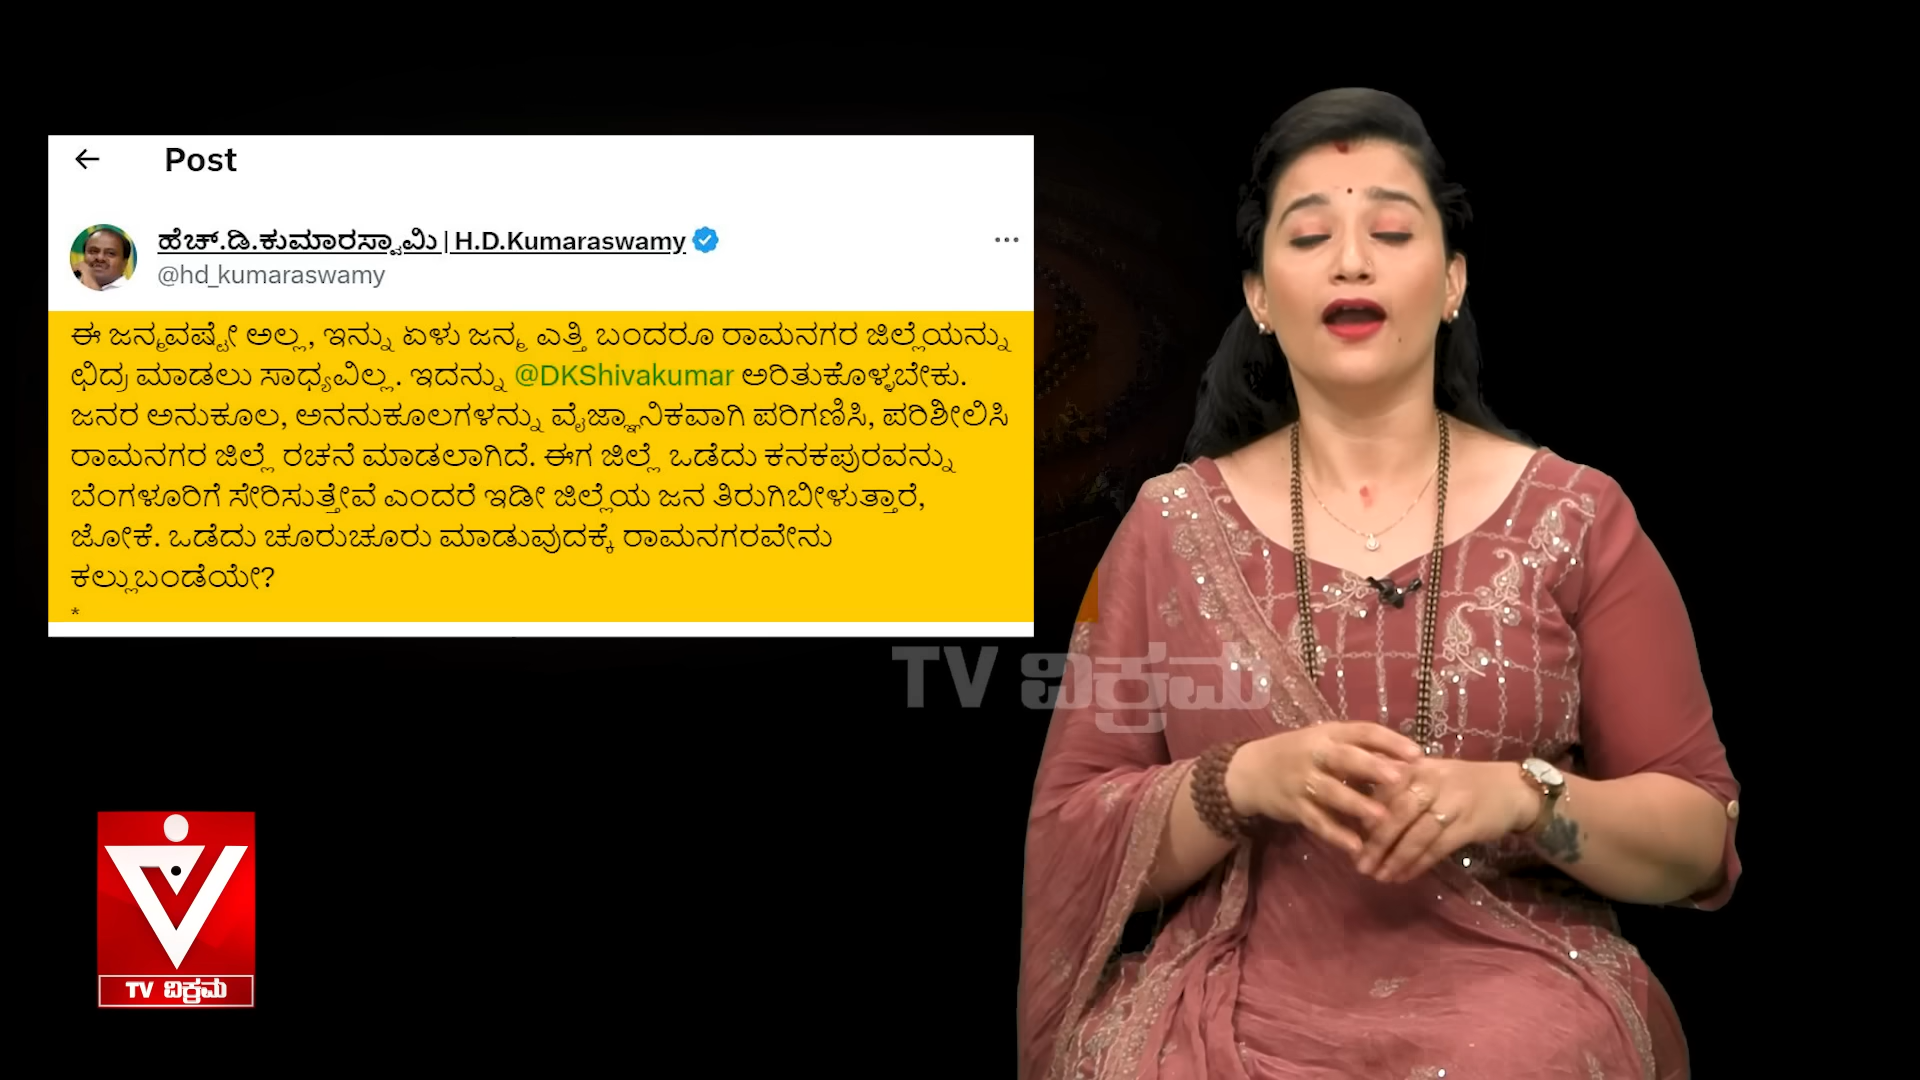 Post
ಹೆಚ್.ಡಿ.ಕುಮಾರಸ್ವಾಮಿ | H.D.Kumaraswamy
@hd_kumaraswamy
ಈ ಜನ್ಮವಷ್ಟೇ ಅಲ್ಲ, ಇನ್ನು ಏಳು ಜನ್ಮ ಎತ್ತಿ ಬಂದರೂ ರಾಮನಗರ ಜಿಲ್ಲೆಯನ್ನು
ಛಿದ್ರ ಮಾಡಲು ಸಾಧ್ಯವಿಲ್ಲ. ಇದನ್ನು @DKShivakumar ಅರಿತುಕೊಳ್ಳಬೇಕು.
ಜನರ ಅನುಕೂಲ, ಅನನುಕೂಲಗಳನ್ನು ವೈಜ್ಞಾನಿಕವಾಗಿ ಪರಿಗಣಿಸಿ, ಪರಿಶೀಲಿಸಿ
ರಾಮನಗರ ಜಿಲ್ಲೆ ರಚನೆ ಮಾಡಲಾಗಿದೆ. ಈಗ ಜಿಲ್ಲೆ ಒಡೆದು ಕನಕಪುರವನ್ನು
ಬೆಂಗಳೂರಿಗೆ ಸೇರಿಸುತ್ತೇವೆ ಎಂದರೆ ಇಡೀ ಜಿಲ್ಲೆಯ ಜನ ತಿರುಗಿಬೀಳುತ್ತಾರೆ,
ಜೋಕೆ. ಒಡೆದು ಚೂರುಚೂರು ಮಾಡುವುದಕ್ಕೆ ರಾಮನಗರವೇನು
ಕಲ್ಲುಬಂಡೆಯೇ?
*
TV ವಿಕ್ರಮ
TV ವಿಕ್ರಮ